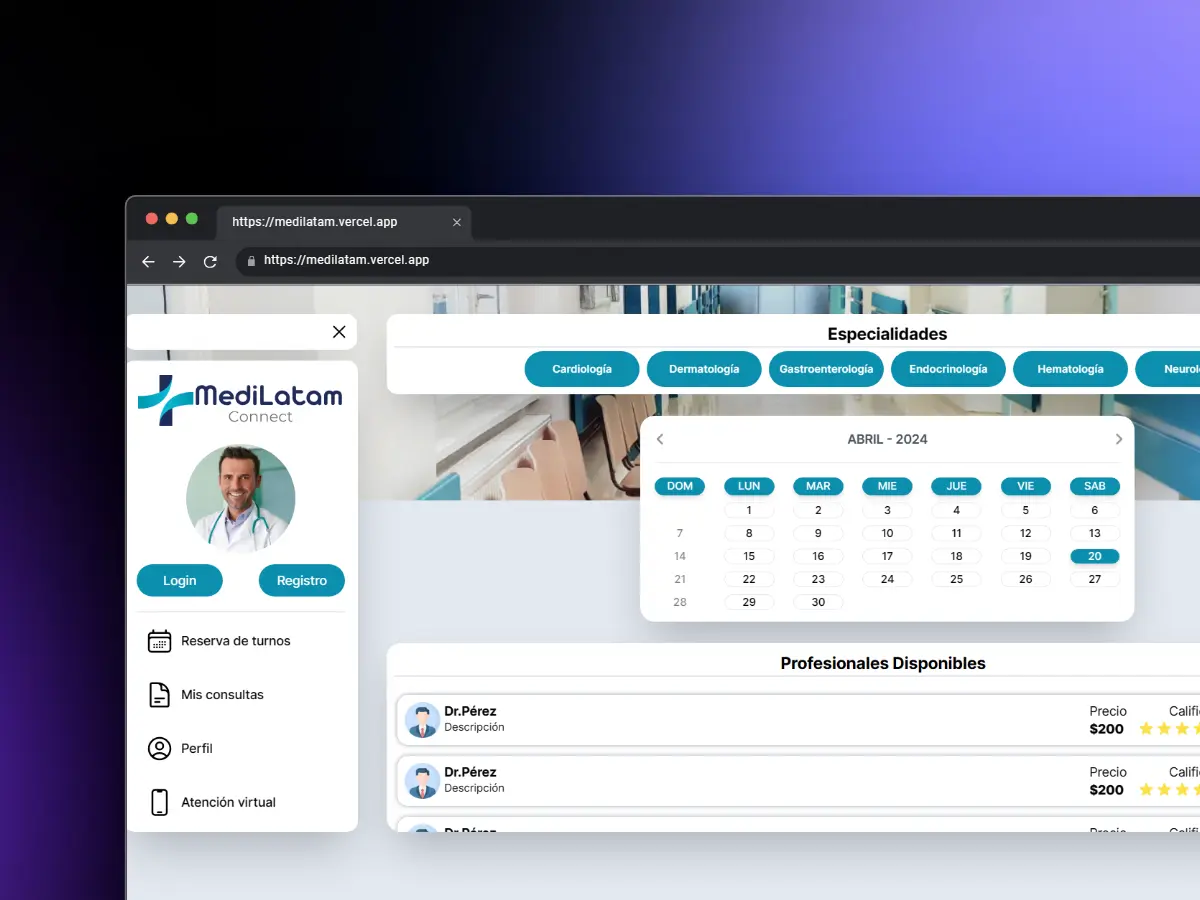 https://medilatam.vercel.app
https://medilatam.vercel.app
MediLatam
Connect
Login
Registro
Reserva de turnos
Mis consultas
Perfil
Atención virtual
Especialidades
Cardiología Dermatología Gastroenterología Endocrinología Hematología Neurol
ABRIL - 2024
DOM LUN MAR MIE JUE VIE SAB
1 2 3 4 5 6
7 8 9 10 11 12 13
14 15 16 17 18 19 20
21 22 23 24 25 26 27
28 29 30
Profesionales Disponibles
Dr.Pérez
Descripción
Precio Califi
$200
Dr.Pérez
Descripción
Precio Califi
$200
Dr.Pérez
Precio Califi